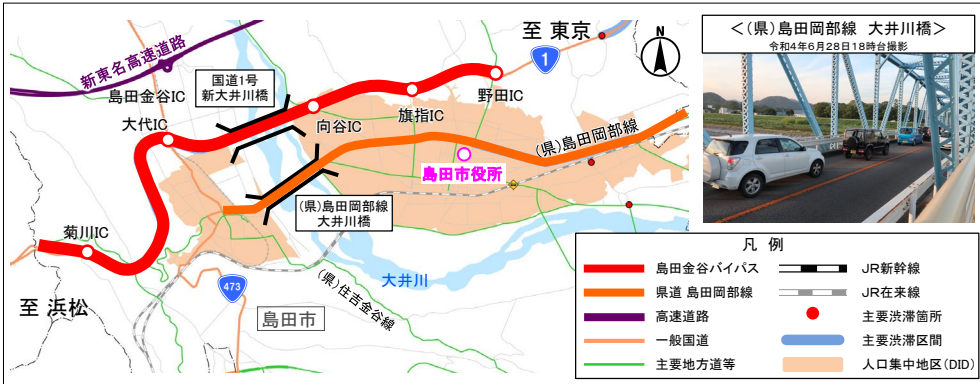 至 東京
1
N
新東名高速道路
島田金谷IC
国道1号
新大井川橋
大代IC
向谷IC
旗指IC
野田IC
(県)島田岡部線
島田市役所
(県)島田岡部線
大井川橋
菊川IC
大井川
(県)住吉金谷線
473
島田市
至 浜松
＜(県)島田岡部線 大井川橋＞
令和4年6月28日18時台撮影
凡 例
島田金谷バイパス
JR新幹線
県道 島田岡部線
JR在来線
高速道路
主要渋滞箇所
一般国道
主要渋滞区間
主要地方道等
人口集中地区(DID)